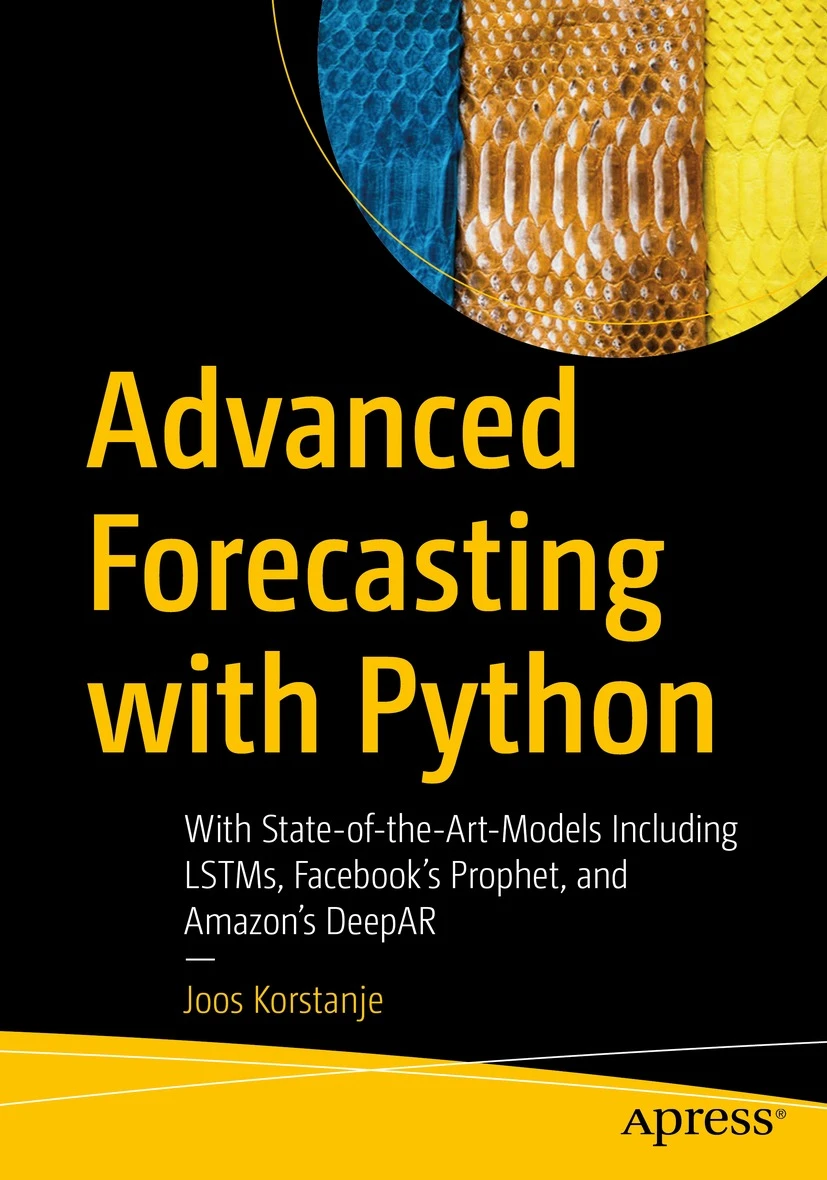 Advanced
Forecasting
with Python
With State-of-the-Art-Models Including
LSTMs, Facebook’s Prophet, and
Amazon’s DeepAR
—
Joos Korstanje
Apress®